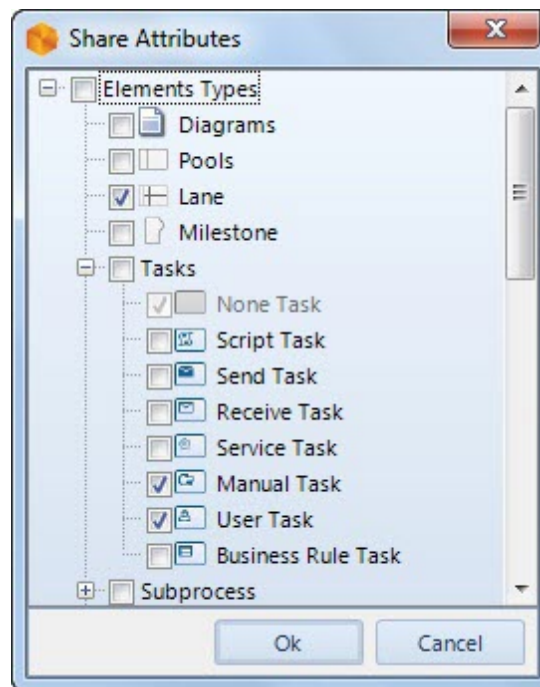 Share Attributes
Elements Types
Diagrams
Pools
Lane
Milestone
Tasks
None Task
Script Task
Send Task
Receive Task
Service Task
Manual Task
User Task
Business Rule Task
Subprocess
Ok
Cancel